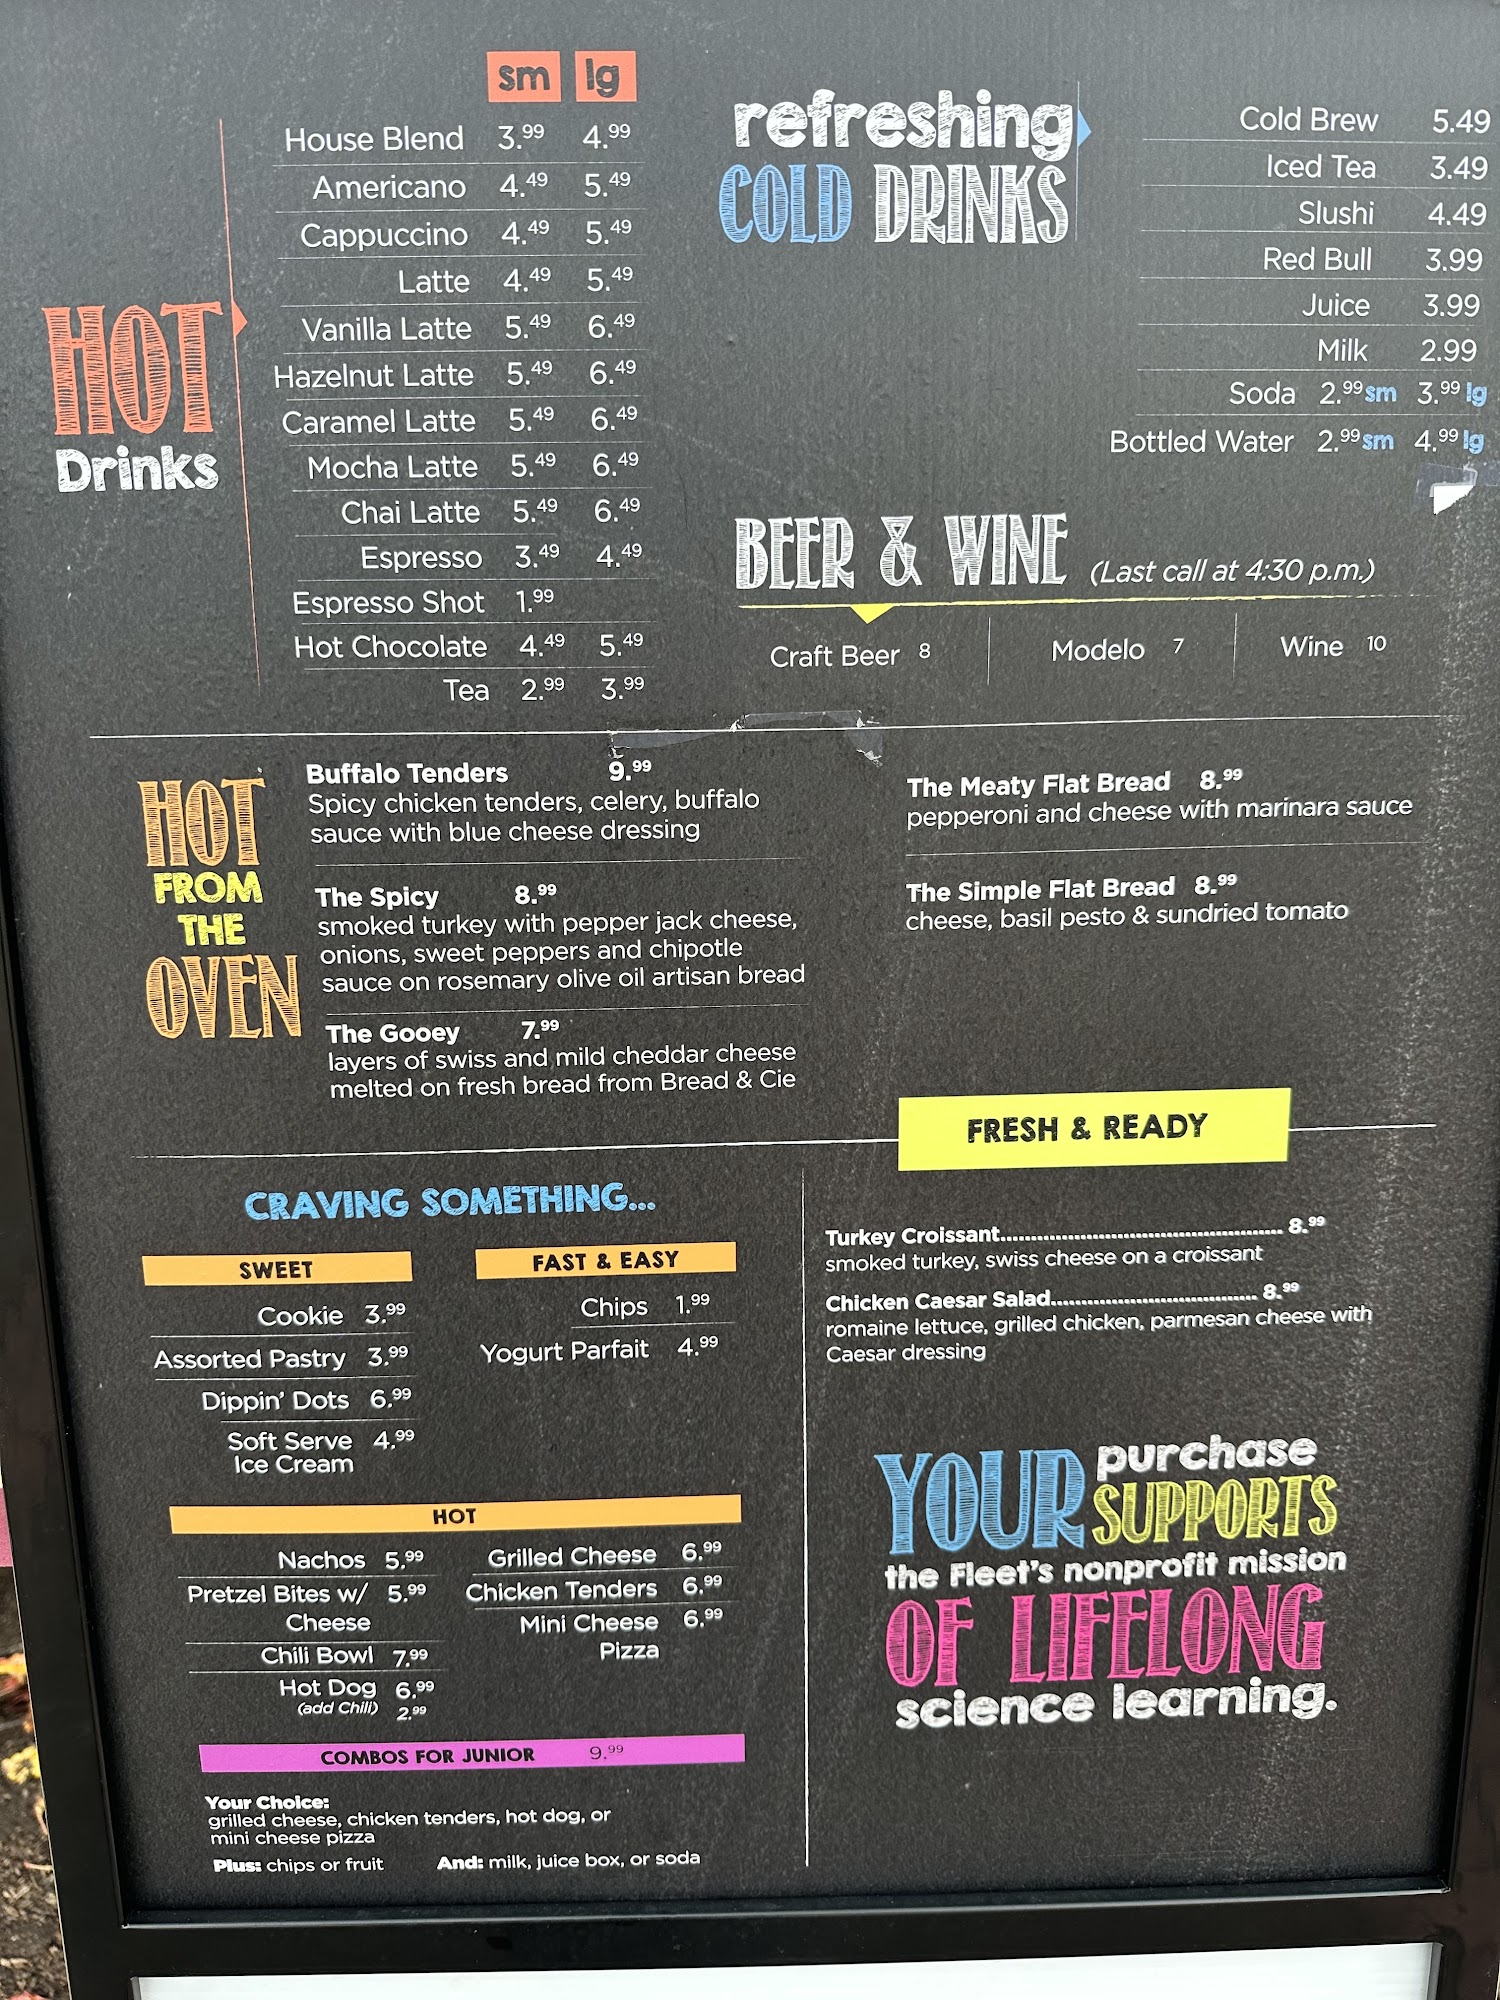 sm lg
HOT
Drinks
House Blend 3.99 4.99
Americano 4.49 5.49
Cappuccino 4.49 5.49
Latte 4.49 5.49
Vanilla Latte 5.49 6.49
Hazelnut Latte 5.49 6.49
Caramel Latte 5.49 6.49
Mocha Latte 5.49 6.49
Chai Latte 5.49 6.49
Espresso 3.49 4.49
Espresso Shot 1.99
Hot Chocolate 4.49 5.49
Tea 2.99 3.99
refreshing
COLD DRINKS
Cold Brew 5.49
Iced Tea 3.49
Slushi 4.49
Red Bull 3.99
Juice 3.99
Milk 2.99
Soda 2.99 sm 3.99 lg
Bottled Water 2.99 sm 4.99 lg
BEER & WINE (Last call at 4:30 p.m.)
Craft Beer 8 Modelo 7 Wine 10
HOT
FROM
THE
OVEN
Buffalo Tenders 9.99
Spicy chicken tenders, celery, buffalo
sauce with blue cheese dressing
The Spicy 8.99
smoked turkey with pepper jack cheese,
onions, sweet peppers and chipotle
sauce on rosemary olive oil artisan bread
The Gooey 7.99
layers of swiss and mild cheddar cheese
melted on fresh bread from Bread & Cie
The Meaty Flat Bread 8.99
pepperoni and cheese with marinara sauce
The Simple Flat Bread 8.99
cheese, basil pesto & sundried tomato
CRAVING SOMETHING...
SWEET
Cookie 3.99
Assorted Pastry 3.99
Dippin' Dots 6.99
Soft Serve 4.99
Ice Cream
FAST & EASY
Chips 1.99
Yogurt Parfait 4.99
HOT
Nachos 5.99
Pretzel Bites w/ 5.99
Cheese
Chili Bowl 7.99
Hot Dog 6.99
(add Chili) 2.99
Grilled Cheese 6.99
Chicken Tenders 6.99
Mini Cheese 6.99
Pizza
COMBOS FOR JUNIOR 9.99
Your Choice:
grilled cheese, chicken tenders, hot dog, or
mini cheese pizza
Plus: chips or fruit And: milk, juice box, or soda
FRESH & READY
Turkey Croissant............................................... 8.99
smoked turkey, swiss cheese on a croissant
Chicken Caesar Salad................................... 8.99
romaine lettuce, grilled chicken, parmesan cheese with
Caesar dressing
YOUR purchase
SUPPORTS
the Fleet's nonprofit mission
OF LIFELONG
science learning.